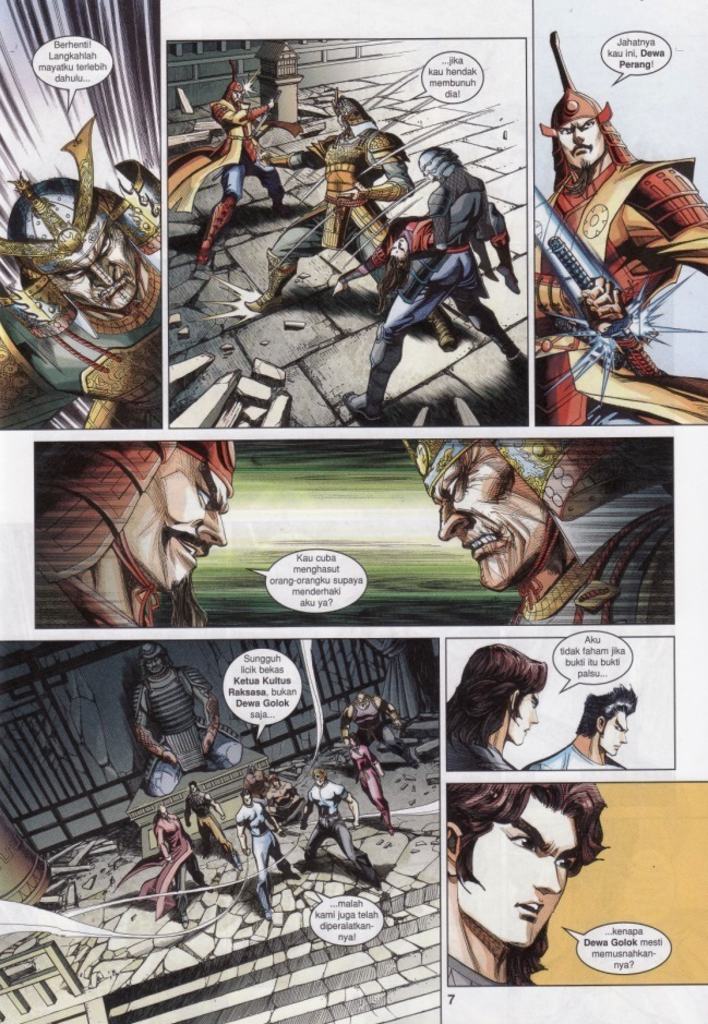 Berhenti!
Langkahlah
mayatku terlebih
dahulu...
...jika
kau hendak
membunuh
dia!
Jahatnya
kau ini, Dewa
Perang!
Kau cuba
menghasut
orang-orangku supaya
menderhaki
aku ya?
Sungguh
licik bekas
Ketua Kultus
Raksasa, bukan
Dewa Golok
saja...
...malah
kami juga telah
diperalatkan-
nya!
Aku
tidak faham jika
bukti itu bukti
palsu...
...kenapa
Dewa Golok mesti
memusnahkan-
nya?
7